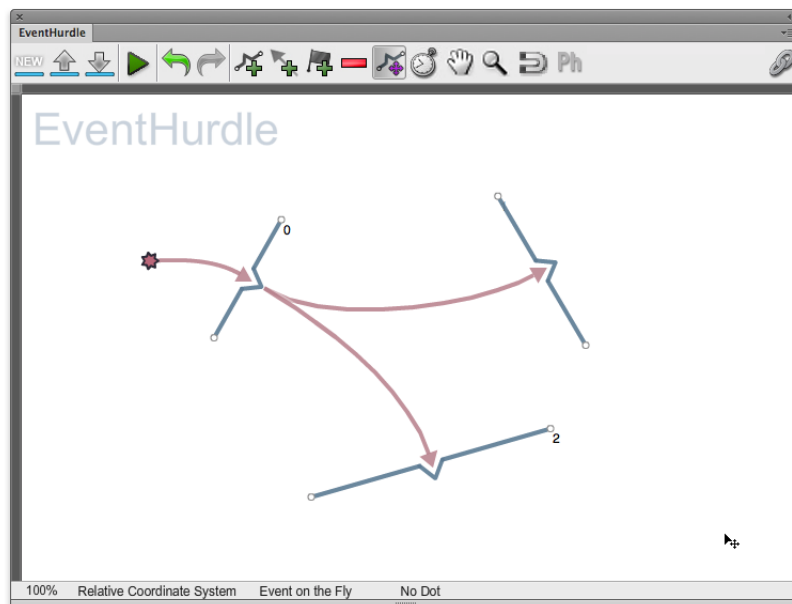 EventHurdle
NEW
Ph
EventHurdle
0
2
100% Relative Coordinate System Event on the Fly No Dot